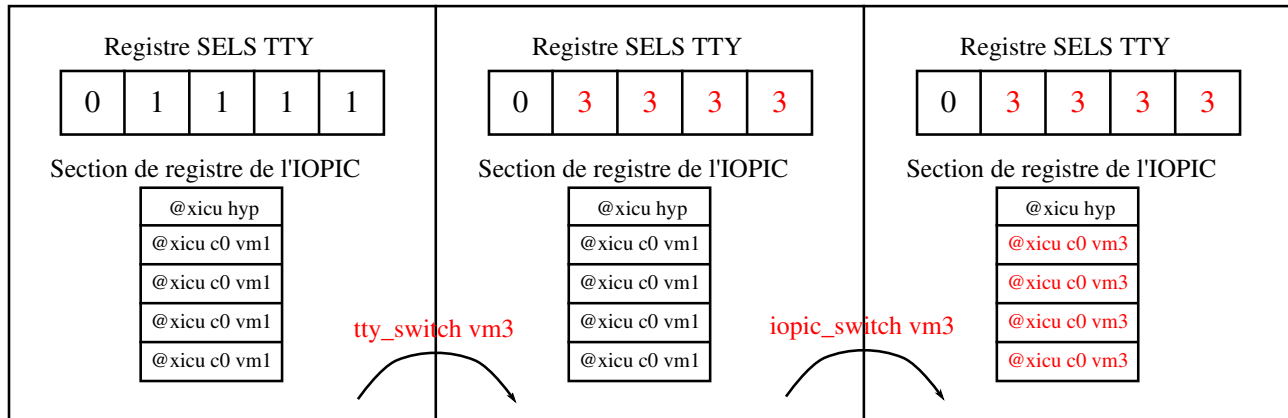 Registre SELS TTY
0 1 1 1 1
Section de registre de l'IOPIC
@xicu hyp
@xicu c0 vm1
@xicu c0 vm1
@xicu c0 vm1
@xicu c0 vm1
tty_switch vm3
Registre SELS TTY
0 3 3 3 3
Section de registre de l'IOPIC
@xicu hyp
@xicu c0 vm1
@xicu c0 vm1
@xicu c0 vm1
@xicu c0 vm1
iopic_switch vm3
Registre SELS TTY
0 3 3 3 3
Section de registre de l'IOPIC
@xicu hyp
@xicu c0 vm3
@xicu c0 vm3
@xicu c0 vm3
@xicu c0 vm3